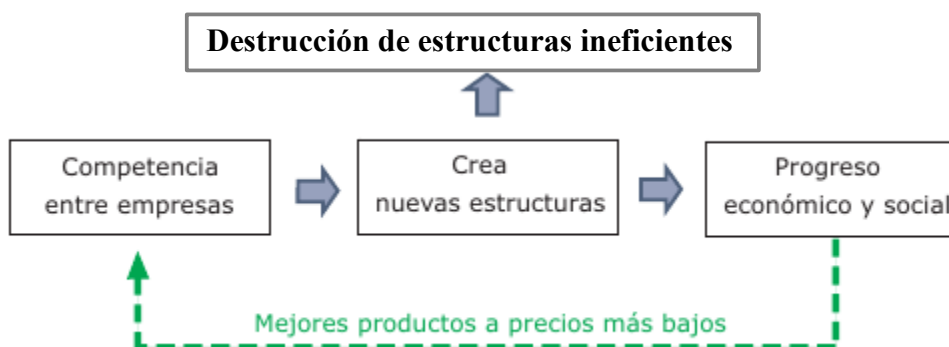 Destrucción de estructuras ineficientes
Competencia
entre empresas
Crea
nuevas estructuras
Progreso
económico y social
Mejores productos a precios más bajos